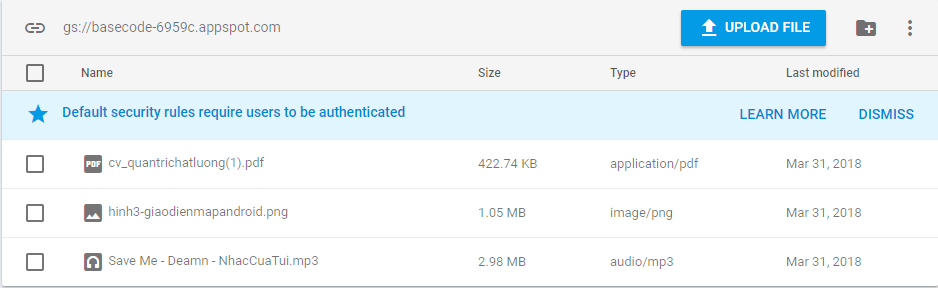 gs://basecode-6959c.appspot.com UPLOAD FILE
Name Size Type Last modified
Default security rules require users to be authenticated LEARN MORE DISMISS
PDF cv_quantrichatluong(1).pdf 422.74 KB application/pdf Mar 31, 2018
hinh3-giaodienmapandroid.png 1.05 MB image/png Mar 31, 2018
Save Me - Deamn - NhacCuaTui.mp3 2.98 MB audio/mp3 Mar 31, 2018